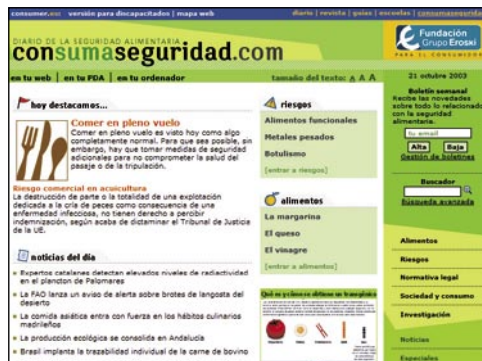 consumer.es versión para discapacitados | mapa web
diario | revista | guías | escuelas | consumaseguridad
DIARIO DE LA SEGURIDAD ALIMENTARIA
consumaseguridad.com
Fundación
Grupo Eroski
PARA EL CONSUMIDOR
en tu web | en tu PDA | en tu ordenador
tamaño del texto: A A A
21 octubre 2003
hoy destacamos...
Comer en pleno vuelo
Comer en pleno vuelo es visto hoy como algo
completamente normal. Para que sea posible, sin
embargo, hay que tomar medidas de seguridad
adicionales para no comprometer la salud del
pasaje o de la tripulación.
Riesgo comercial en acuicultura
La destrucción de parte o la totalidad de una explotación
dedicada a la cría de peces como consecuencia de una
enfermedad infecciosa, no tienen derecho a percibir
indemnización, según acaba de dictaminar el Tribunal de Justicia
de la UE.
noticias del día
Expertos catalanes detectan elevados niveles de radiactividad
en el plancton de Palomares
La FAO lanza un aviso de alerta sobre brotes de langosta del
desierto
La comida asiática entra con fuerza en los hábitos culinarios
madrileños
La producción ecológica se consolida en Andalucía
Brasil implanta la trazabilidad individual de la carne de bovino
riesgos
Alimentos funcionales
Metales pesados
Botulismo
[entrar a riesgos]
alimentos
La margarina
El queso
El vinagre
[entrar a alimentos]
Qué es y cómo se obtiene un transgénico
Boletín semanal
Recibe las novedades
sobre todo lo relacionado
con la seguridad
alimentaria.
tu email
Alta Baja
Gestión de boletines
Buscador
Búsqueda avanzada
Alimentos
Riesgos
Normativa legal
Sociedad y consumo
Investigación
Noticias
Especiales